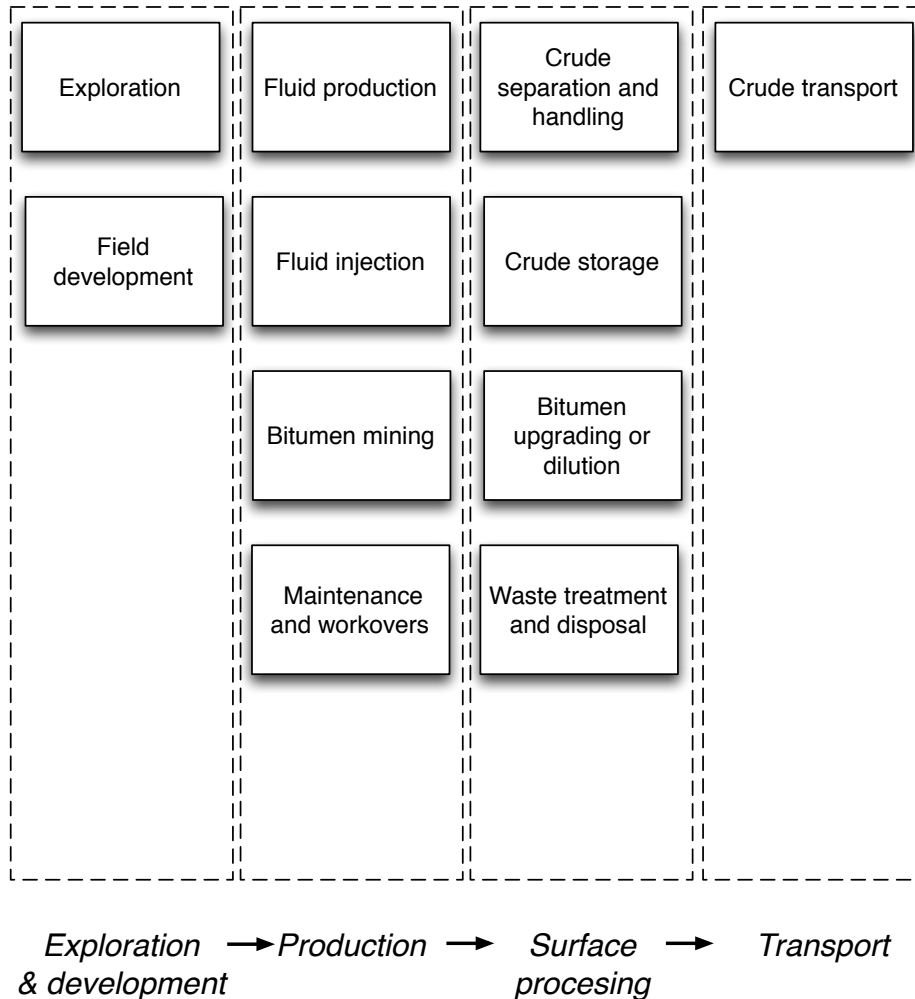 Exploration
Fluid production
Crude
separation and
handling
Crude transport
Field
development
Fluid injection
Crude storage
Bitumen mining
Bitumen
upgrading or
dilution
Maintenance
and workovers
Waste treatment
and disposal
Exploration
& development
Production
Surface
procesing
Transport